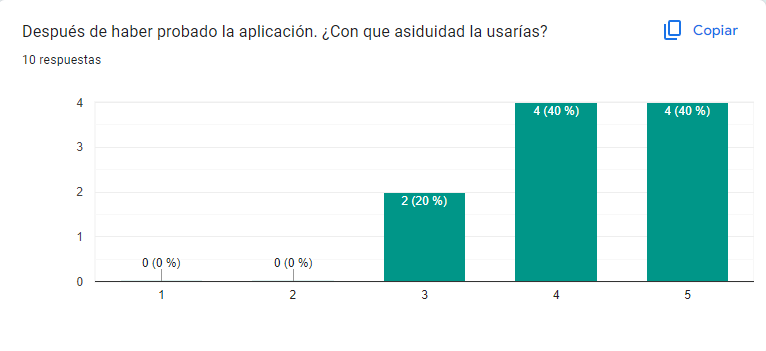 Después de haber probado la aplicación. ¿Con que asiduidad la usarías?
Copiar
10 respuestas
4
3
2
1
0
0 (0 %)
0 (0 %)
2 (20 %)
4 (40 %)
4 (40 %)
1
2
3
4
5